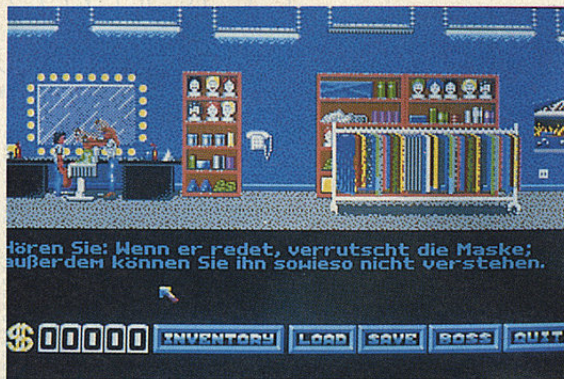 Hören Sie: Wenn er redet, verrutscht die Maske;
außerdem können Sie ihn sowieso nicht verstehen.
$00000 INVENTORY LOAD SAVE BOSS QUIT